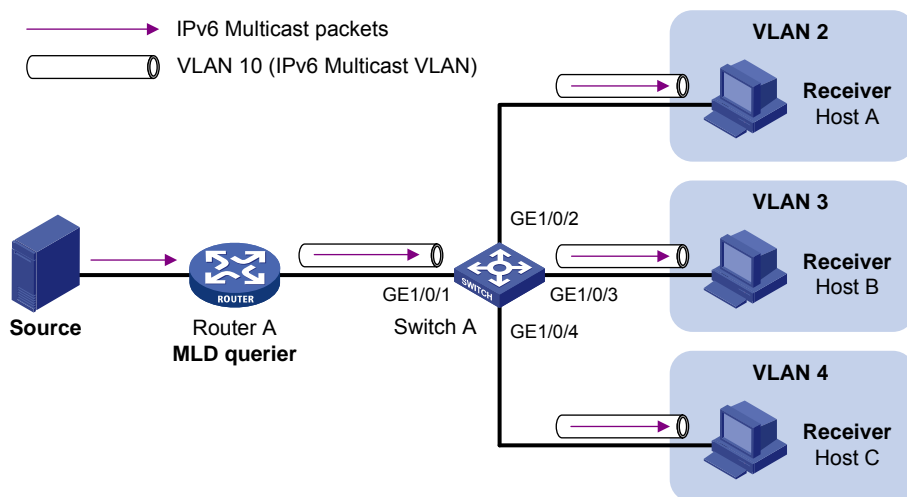 IPv6 Multicast packets
VLAN 10 (IPv6 Multicast VLAN)
VLAN 2
Receiver
Host A
GE1/0/2
VLAN 3
Receiver
Host B
SWITCH
GE1/0/1
GE1/0/3
Switch A
GE1/0/4
ROUTER
Source
Router A
MLD querier
VLAN 4
Receiver
Host C